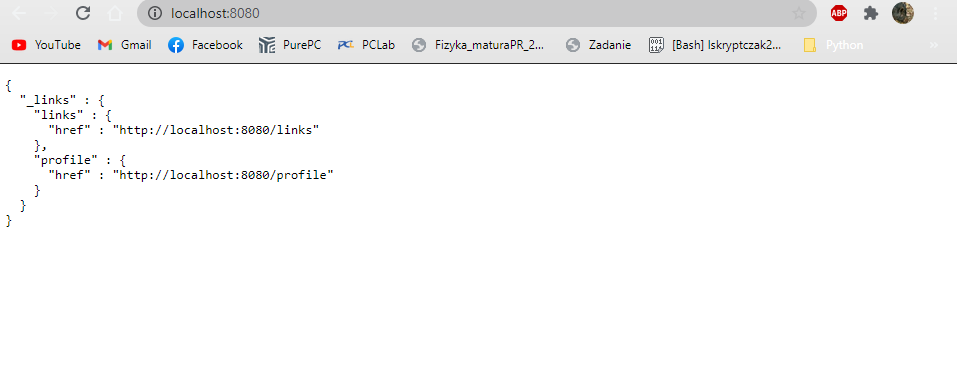 localhost:8080
ABP
YouTube Gmail Facebook PurePC PCLab Fizyka_maturaPR_2... Zadanie [Bash] Iskryptczak2... Python »
{
  "_links" : {
    "links" : {
      "href" : "http://localhost:8080/links"
    },
    "profile" : {
      "href" : "http://localhost:8080/profile"
    }
  }
}